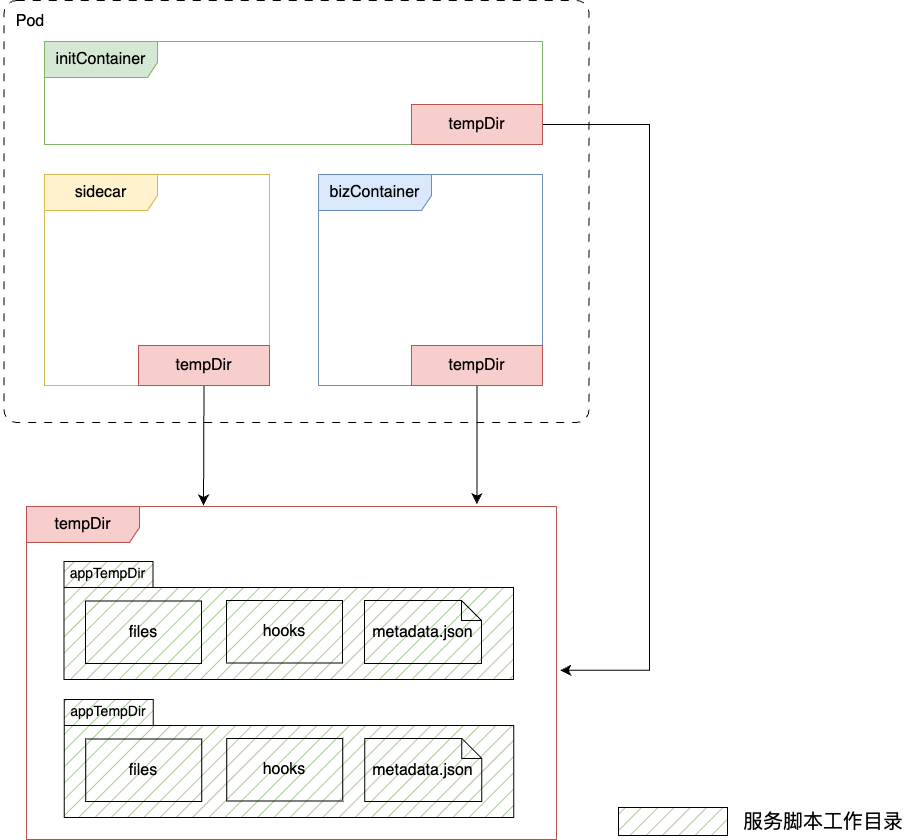 Pod
initContainer
tempDir
sidecar
bizContainer
tempDir
tempDir
tempDir
appTempDir
files
hooks
metadata.json
appTempDir
files
hooks
metadata.json
服务脚本工作目录